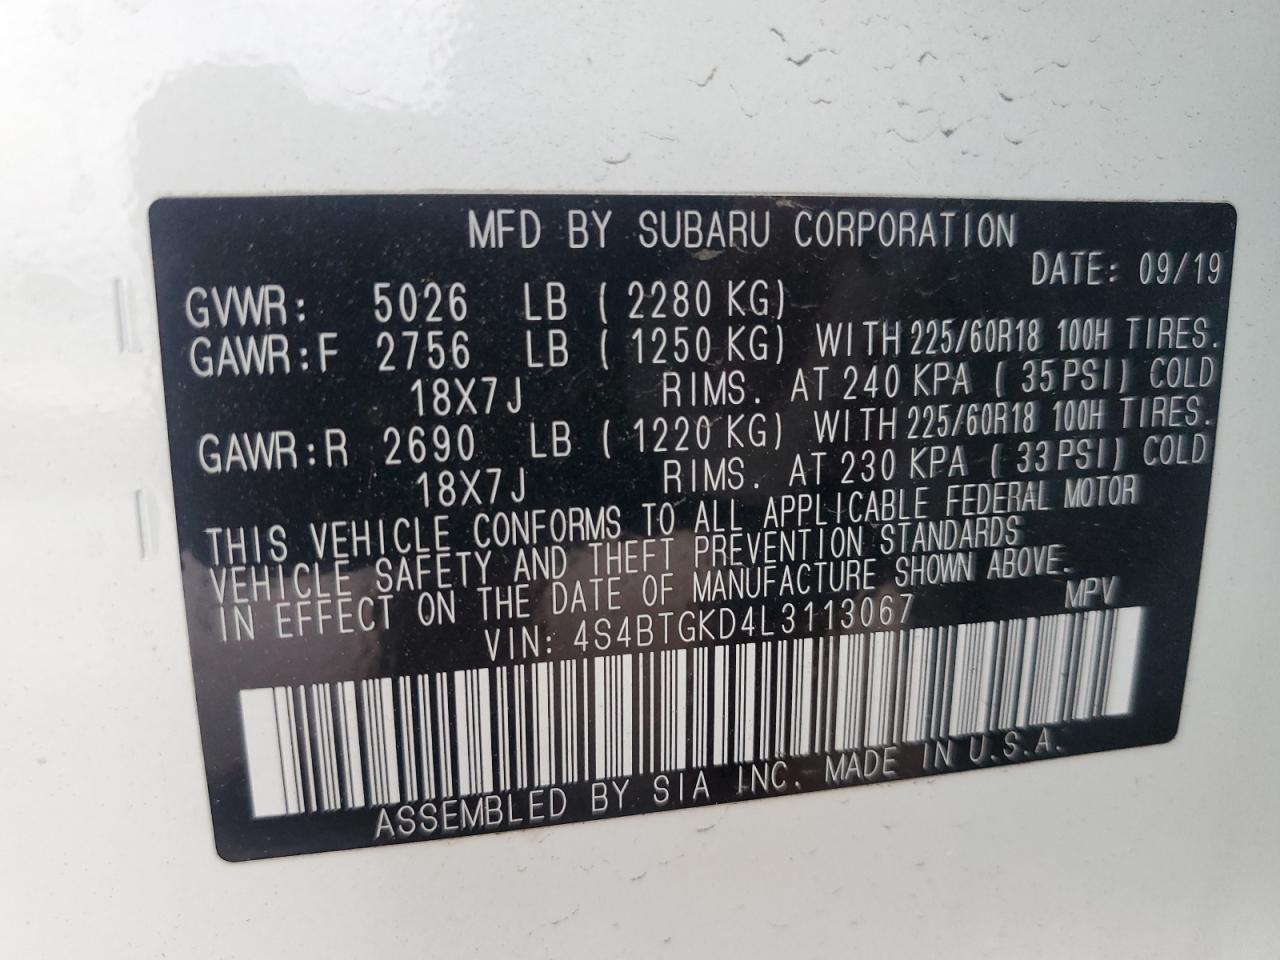 MFD BY SUBARU CORPORATION
DATE: 09/19
GVWR: 5026 LB ( 2280 KG)
GAWR:F 2756 LB ( 1250 KG) WITH 225/60R18 100H TIRES.
18X7J RIMS. AT 240 KPA ( 35PSI) COLD
GAWR:R 2690 LB ( 1220 KG) WITH 225/60R18 100H TIRES.
18X7J RIMS. AT 230 KPA ( 33PSI) COLD
THIS VEHICLE CONFORMS TO ALL APPLICABLE FEDERAL MOTOR
VEHICLE SAFETY AND THEFT PREVENTION STANDARDS
IN EFFECT ON THE DATE OF MANUFACTURE SHOWN ABOVE.
VIN: 4S4BTGKD4L3113067 MPV
ASSEMBLED BY SIA INC. MADE IN U.S.A.